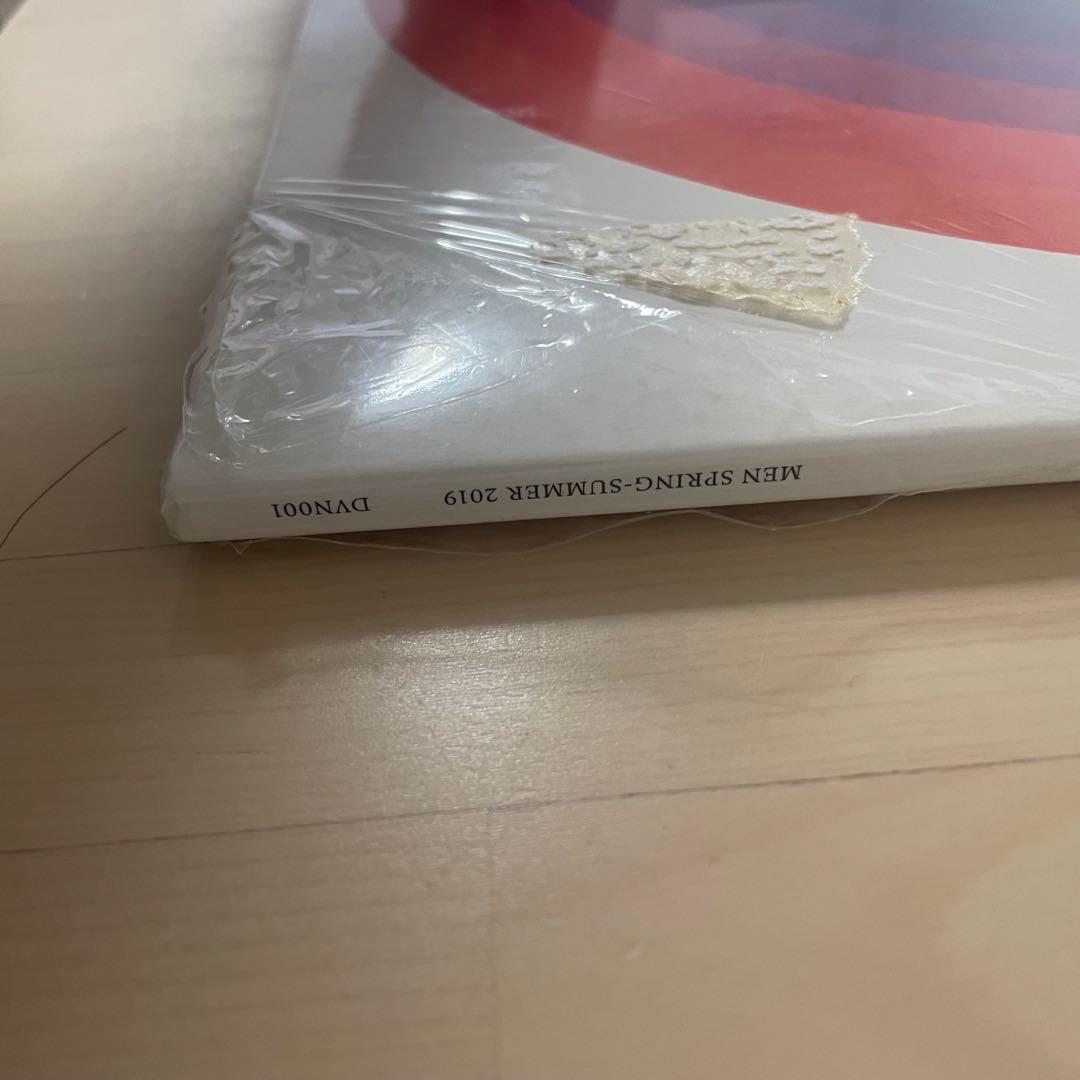 MEN SPRING-SUMMER 2019 DVN001